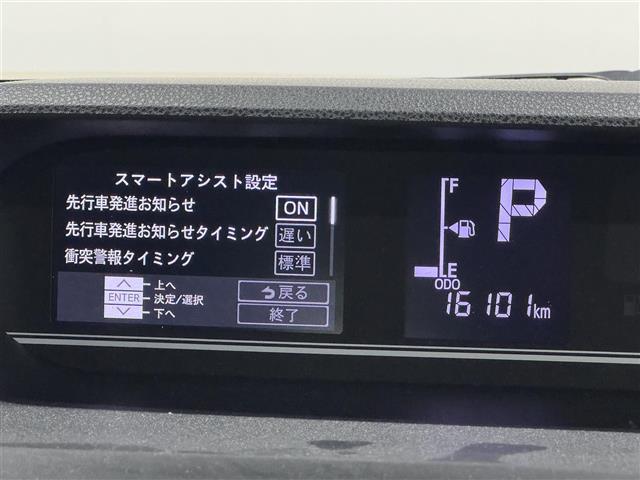 スマートアシスト設定
先行車発進お知らせ ON
先行車発進お知らせタイミング 遅い
衝突警報タイミング 標準
上へ
ENTER 決定/選択
下へ
戻る
終了
F
P
E
ODO
16101km